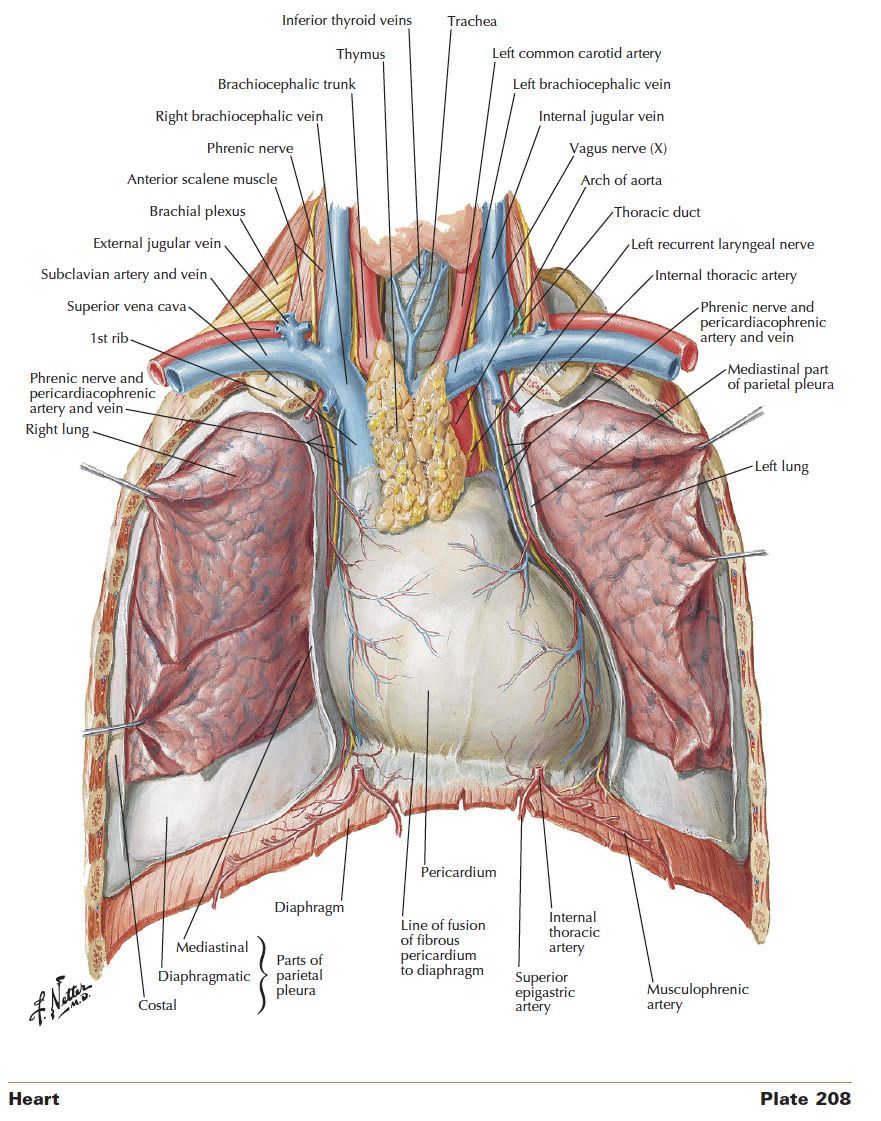 Inferior thyroid veins
Trachea
Thymus
Left common carotid artery
Brachiocephalic trunk
Left brachiocephalic vein
Right brachiocephalic vein
Internal jugular vein
Phrenic nerve
Vagus nerve (X)
Anterior scalene muscle
Arch of aorta
Brachial plexus
Thoracic duct
External jugular vein
Left recurrent laryngeal nerve
Subclavian artery and vein
Internal thoracic artery
Superior vena cava
Phrenic nerve and
pericardiacophrenic
artery and vein
1st rib
Mediastinal part
of parietal pleura
Phrenic nerve and
pericardiacophrenic
artery and vein
Right lung
Left lung
Pericardium
Diaphragm
Line of fusion
of fibrous
pericardium
to diaphragm
Internal
thoracic
artery
Mediastinal
Diaphragmatic
Costal
Parts of
parietal
pleura
Superior
epigastric
artery
Musculophrenic
artery
F. Netter
M.D.
Heart
Plate 208